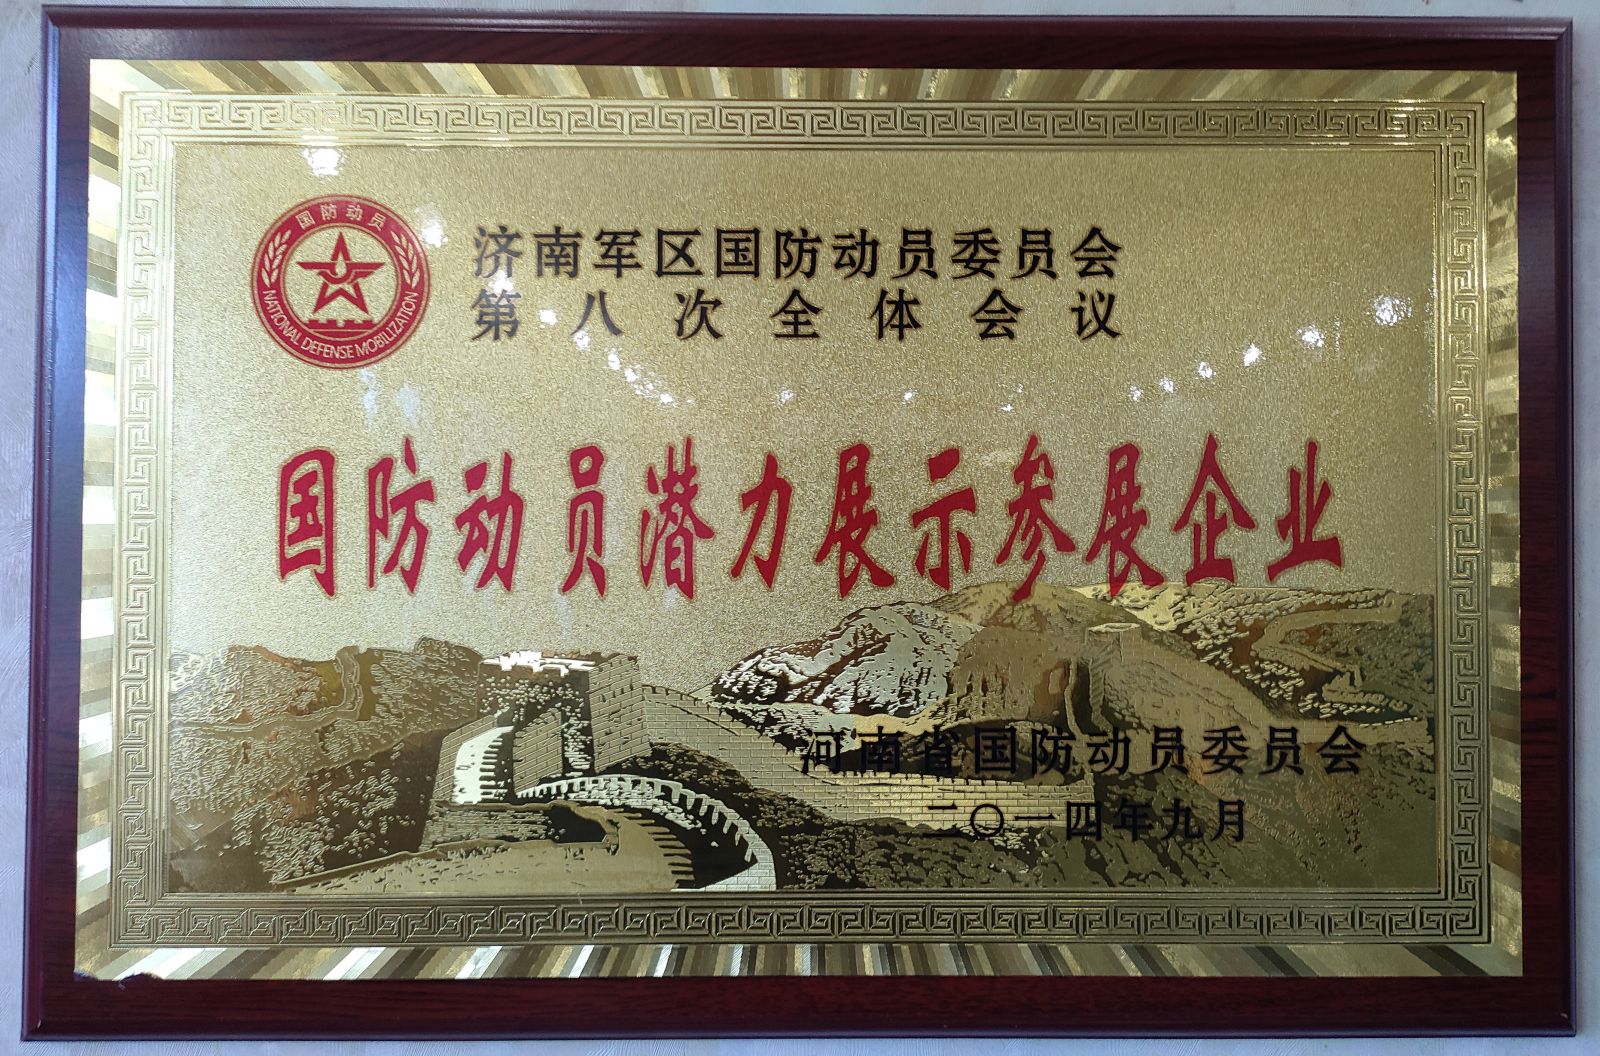 国防动员
NATIONAL DEFENSE MOBILIZATION
济南军区国防动员委员会
第八次全体会议
国防动员潜力展示参展企业
河南省国防动员委员会
二〇一四年九月